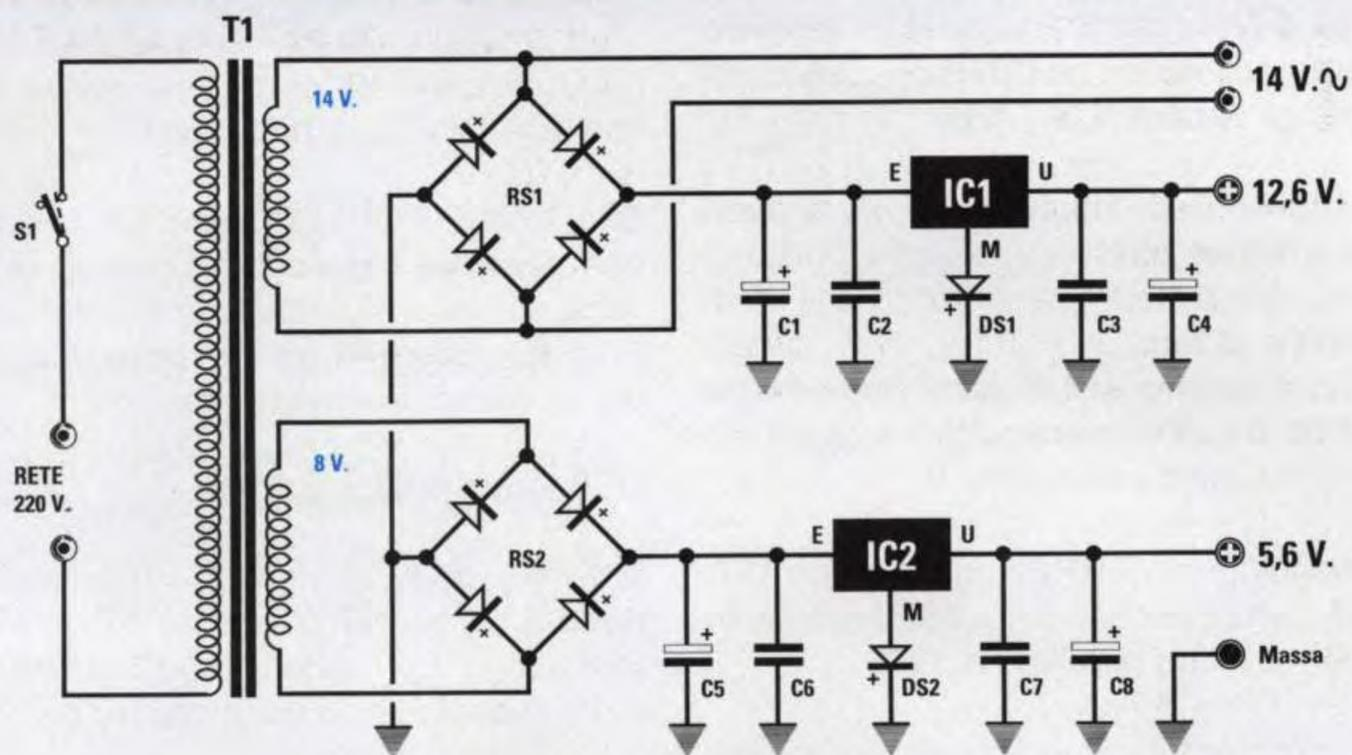 T1
14 V.
14 V.∿
RS1
E
IC1
U
M
12,6 V.
S1
+
C1
C2
+
DS1
C3
+
C4
RETE
220 V.
8 V.
RS2
E
IC2
U
M
5,6 V.
+
C5
C6
+
DS2
C7
+
C8
Massa